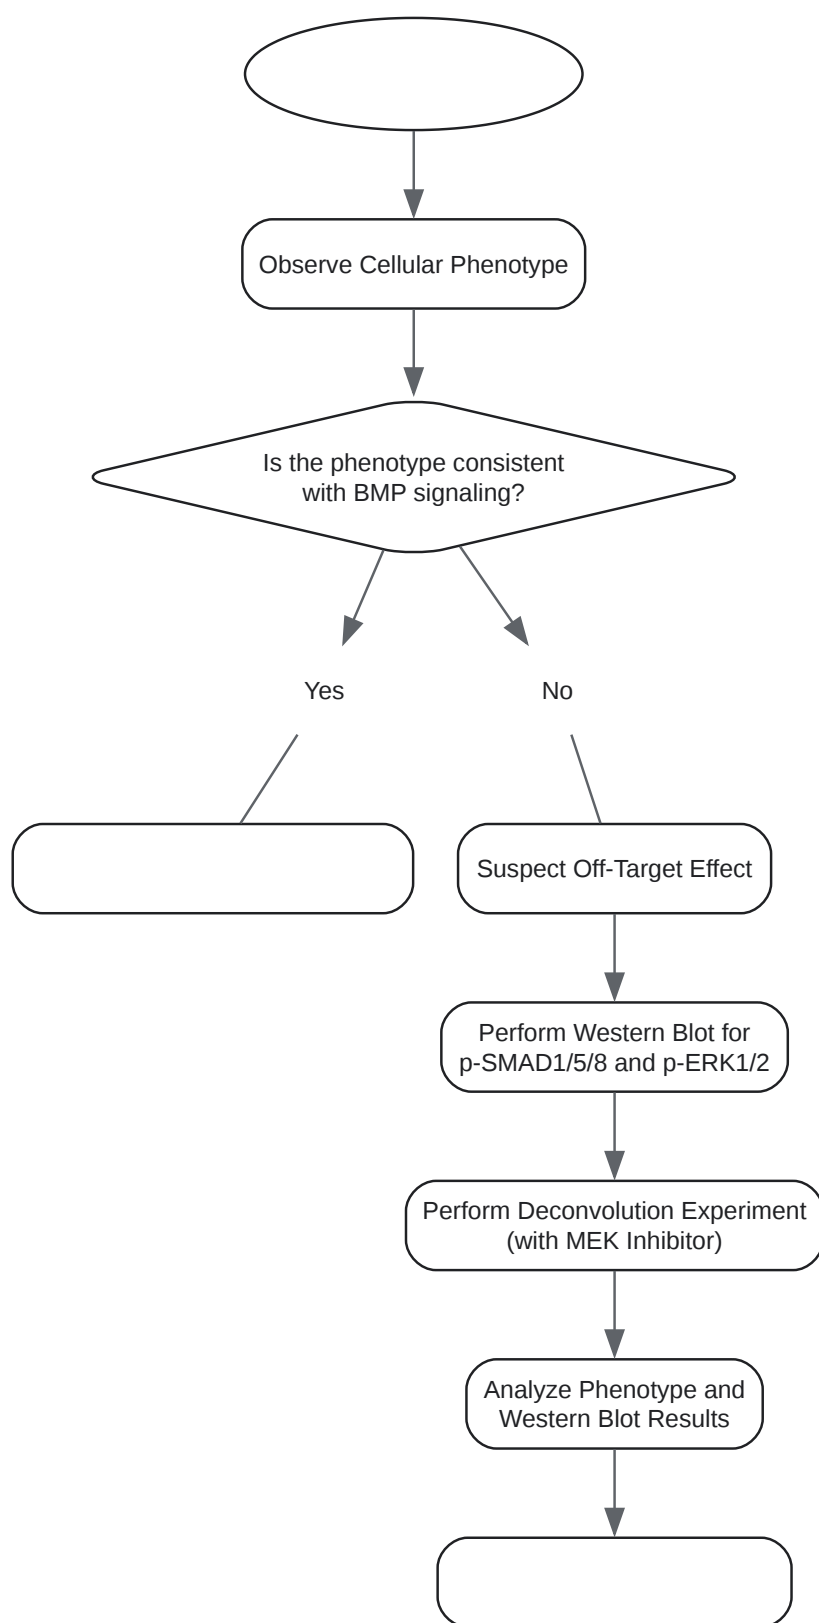 Observe Cellular Phenotype
Is the phenotype consistent
with BMP signaling?
Yes
No
Suspect Off-Target Effect
Perform Western Blot for
p-SMAD1/5/8 and p-ERK1/2
Perform Deconvolution Experiment
(with MEK Inhibitor)
Analyze Phenotype and
Western Blot Results